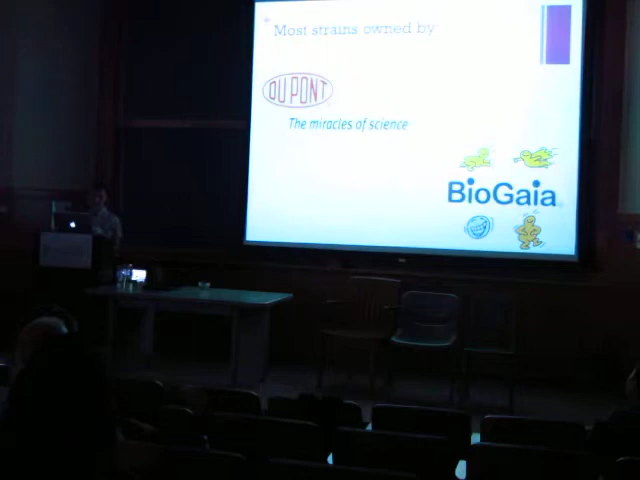 Most strains owned by:
DUPONT
The miracles of science
BioGaia